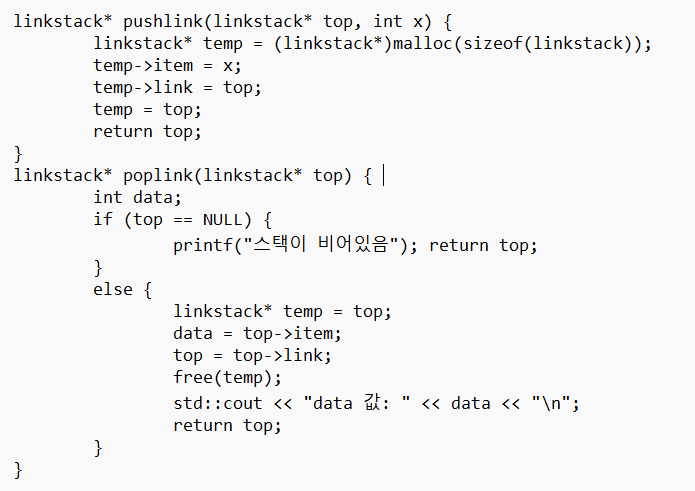 linkstack* pushlink(linkstack* top, int x) {
linkstack* temp = (linkstack*)malloc(sizeof(linkstack));
temp->item = x;
temp->link = top;
temp = top;
return top;
}
linkstack* poplink(linkstack* top) {
int data;
if (top == NULL) {
printf("스택이 비어있음"); return top;
}
else {
linkstack* temp = top;
data = top->item;
top = top->link;
free(temp);
std::cout << "data 값: " << data << "\n";
return top;
}
}